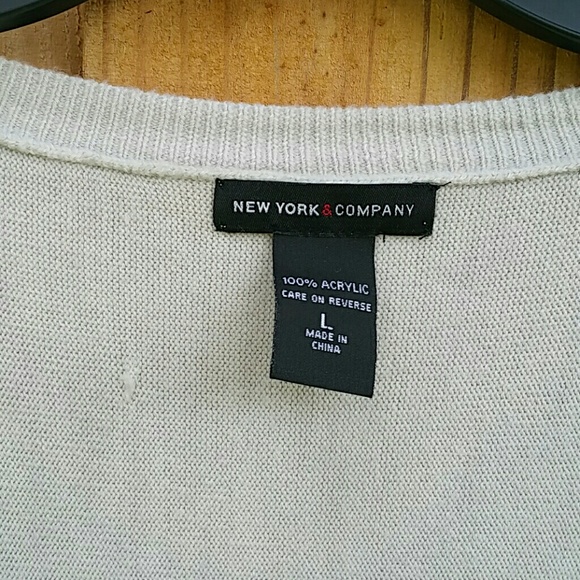 NEW YORK & COMPANY
100% ACRYLIC
CARE ON REVERSE
L
MADE IN
CHINA